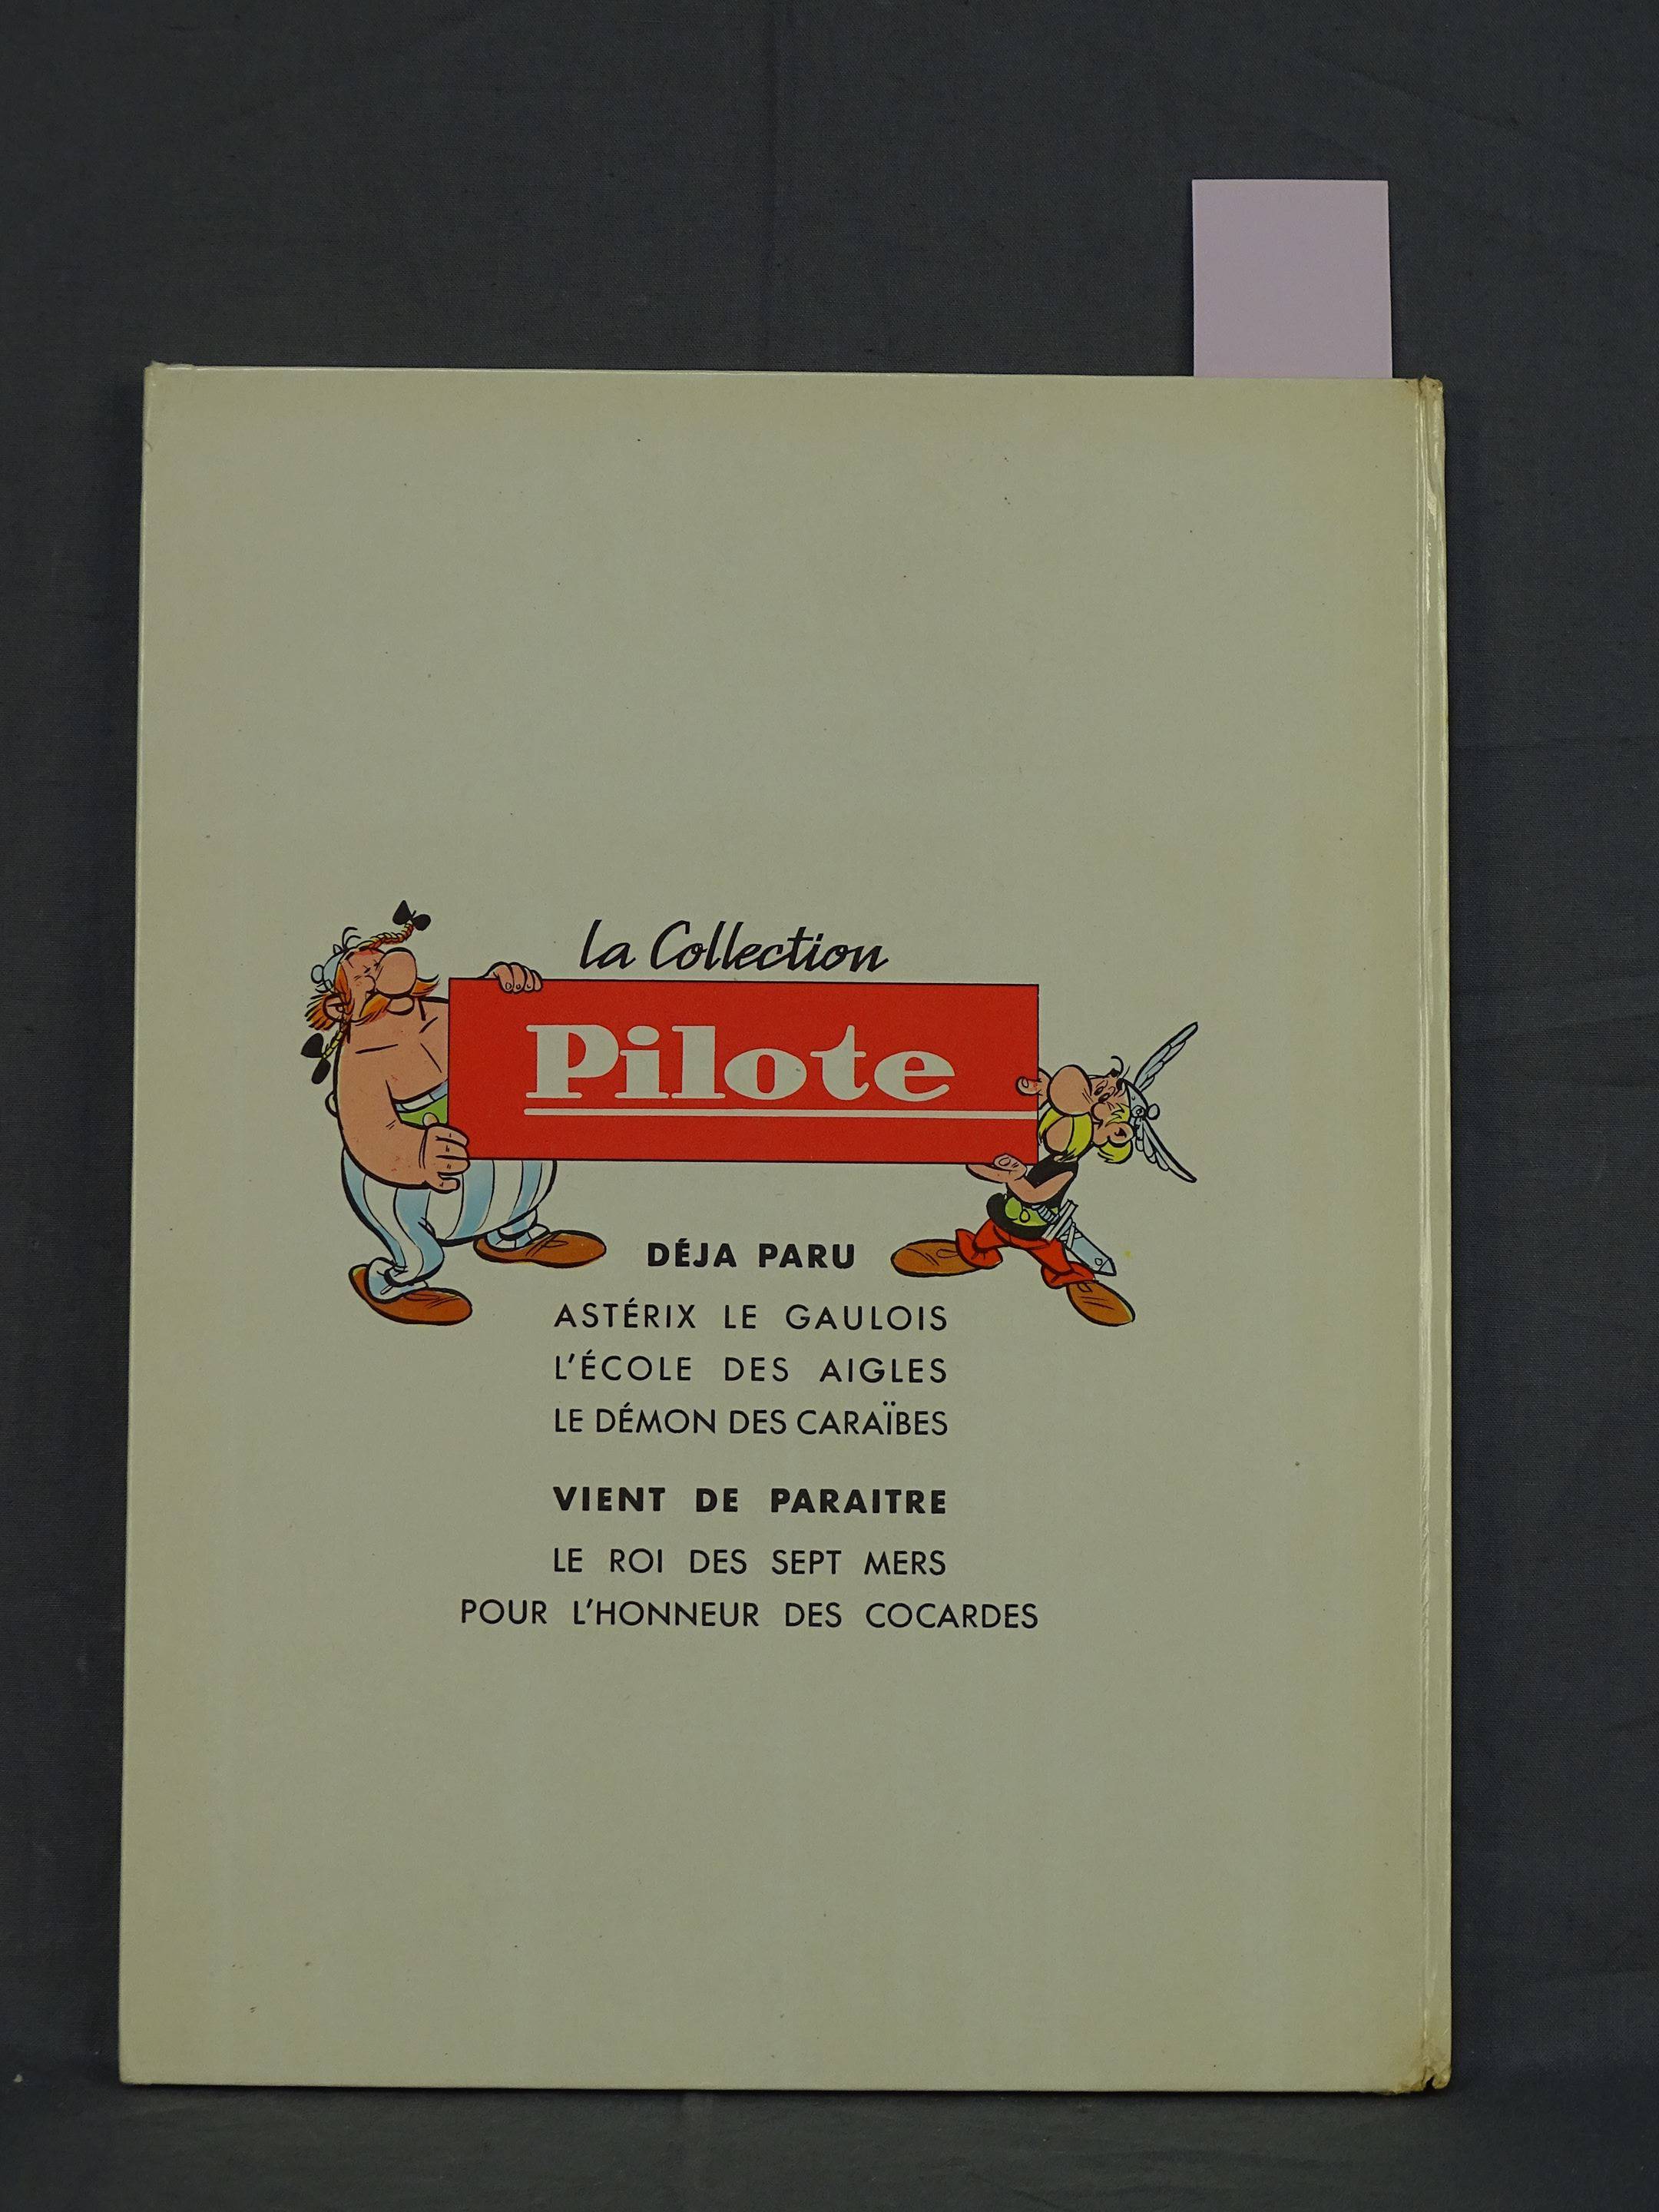 la Collection
Pilote
DÉJA PARU
ASTÉRIX LE GAULOIS
L'ÉCOLE DES AIGLES
LE DÉMON DES CARAÏBES
VIENT DE PARAITRE
LE ROI DES SEPT MERS
POUR L'HONNEUR DES COCARDES